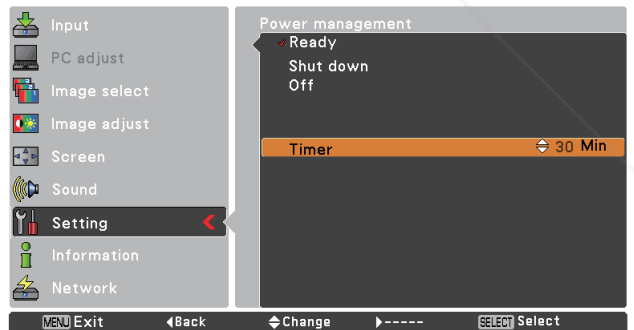 Input
PC adjust
Image select
Image adjust
Screen
Sound
Setting
Information
Network
Power management
Ready
Shut down
Off
Timer 30 Min
MENU Exit Back Change ----- SELECT Select